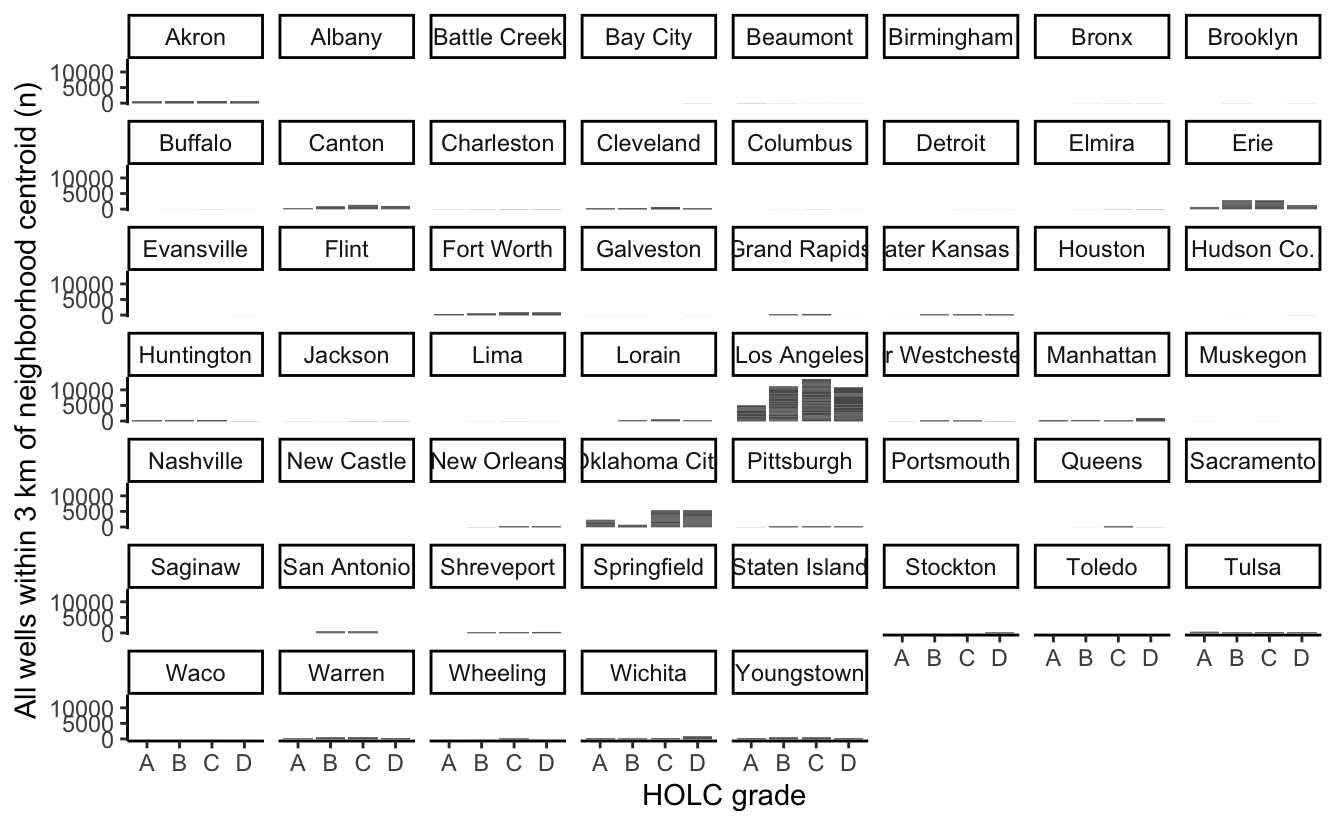 Akron Albany Battle Creek Bay City Beaumont Birmingham Bronx Brooklyn
10000
5000
0
Buffalo Canton Charleston Cleveland Columbus Detroit Elmira Erie
10000
5000
0
Evansville Flint Fort Worth Galveston Grand Rapids ater Kansas Houston Hudson Co.
10000
5000
0
Huntington Jackson Lima Lorain Los Angeles r Westcheste Manhattan Muskegon
10000
5000
0
Nashville New Castle New Orleans Oklahoma Cit Pittsburgh Portsmouth Queens Sacramento
10000
5000
0
Saginaw San Antonio Shreveport Springfield Staten Island Stockton Toledo Tulsa
10000
5000
0
A B C D A B C D A B C D
Waco Warren Wheeling Wichita Youngstown
10000
5000
0
A B C D A B C D A B C D A B C D A B C D
HOLC grade
All wells within 3 km of neighborhood centroid (n)